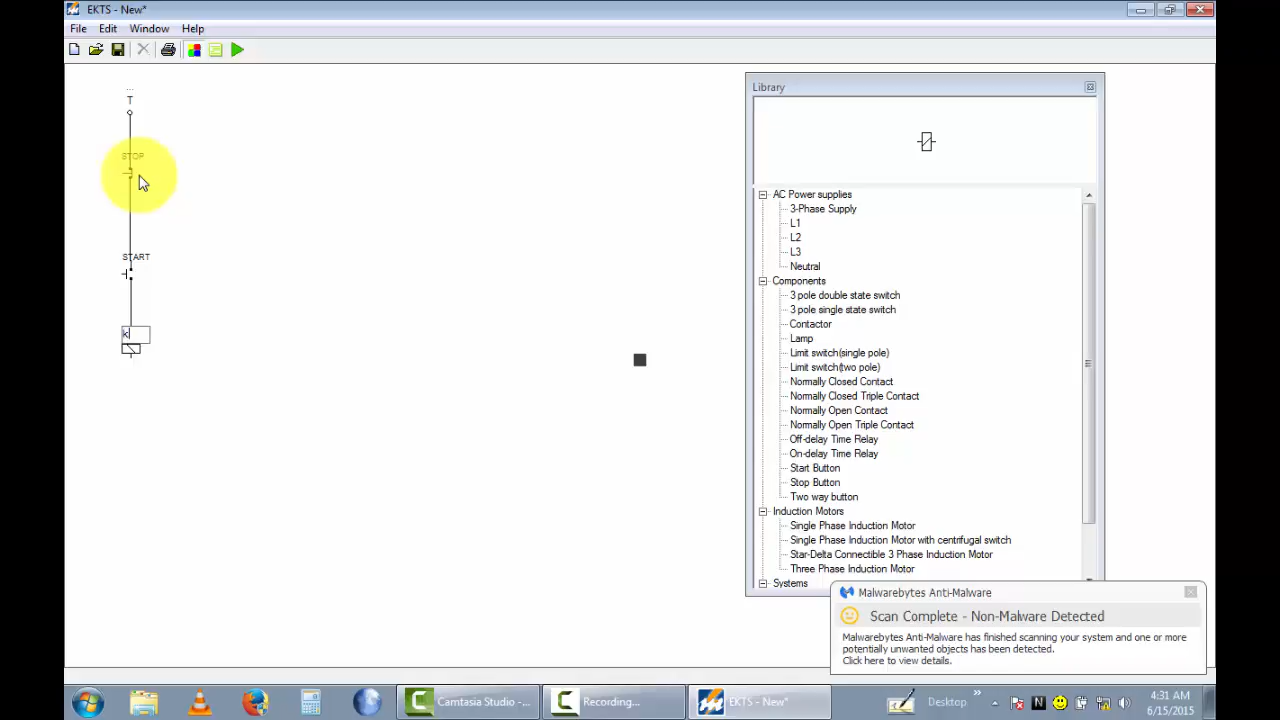 EKTS - New*
File Edit Window Help
...
T
STOP
START
k
Library
AC Power supplies
3-Phase Supply
L1
L2
L3
Neutral
Components
3 pole double state switch
3 pole single state switch
Contactor
Lamp
Limit switch(single pole)
Limit switch(two pole)
Normally Closed Contact
Normally Closed Triple Contact
Normally Open Contact
Normally Open Triple Contact
Off-delay Time Relay
On-delay Time Relay
Start Button
Stop Button
Two way button
Induction Motors
Single Phase Induction Motor
Single Phase Induction Motor with centrifugal switch
Star-Delta Connectible 3 Phase Induction Motor
Three Phase Induction Motor
Systems
Malwarebytes Anti-Malware
Scan Complete - Non-Malware Detected
Malwarebytes Anti-Malware has finished scanning your system and one or more
potentially unwanted objects has been detected.
Click here to view details.
Camtasia Studio -...
Recording...
EKTS - New*
Desktop
N
4:31 AM
6/15/2015